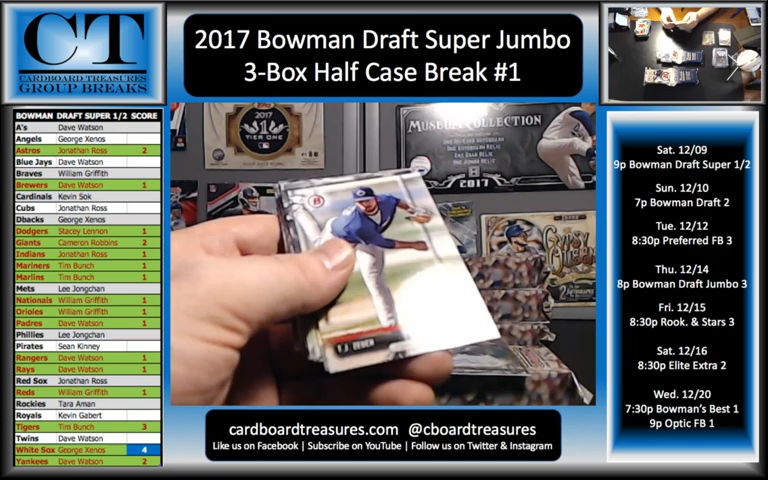 CT
CARDBOARD TREASURES
GROUP BREAKS
2017 Bowman Draft Super Jumbo
3-Box Half Case Break #1
BOWMAN DRAFT SUPER 1/2 SCORE
A's Dave Watson
Angels George Xenos
Astros Jonathan Ross 2
Blue Jays Dave Watson
Braves William Griffith
Brewers Dave Watson 1
Cardinals Kevin Sok
Cubs Jonathan Ross
Dbacks George Xenos
Dodgers Stacey Lennon 1
Giants Cameron Robbins 2
Indians Jonathan Ross 1
Mariners Tim Bunch 1
Marlins Tim Bunch 1
Mets Lee Jongchan
Nationals William Griffith 1
Orioles William Griffith 1
Padres Dave Watson 1
Phillies Lee Jongchan
Pirates Sean Kinney
Rangers Dave Watson 1
Rays Dave Watson 1
Red Sox Jonathan Ross
Reds William Griffith 1
Rockies Tara Aman
Royals Kevin Gabert
Tigers Tim Bunch 3
Twins Dave Watson
White Sox George Xenos 4
Yankees Dave Watson 2
2017
TIER ONE
MUSEUM COLLECTION
2017
GYPSY
QUEEN
B
T.J. ZEUCH
cardboardtreasures.com @cboardtreasures
Like us on Facebook | Subscribe on YouTube | Follow us on Twitter & Instagram
Sat. 12/09
9p Bowman Draft Super 1/2
Sun. 12/10
7p Bowman Draft 2
Tue. 12/12
8:30p Preferred FB 3
Thu. 12/14
8p Bowman Draft Jumbo 3
Fri. 12/15
8:30p Rook. & Stars 3
Sat. 12/16
8:30p Elite Extra 2
Wed. 12/20
7:30p Bowman's Best 1
9p Optic FB 1